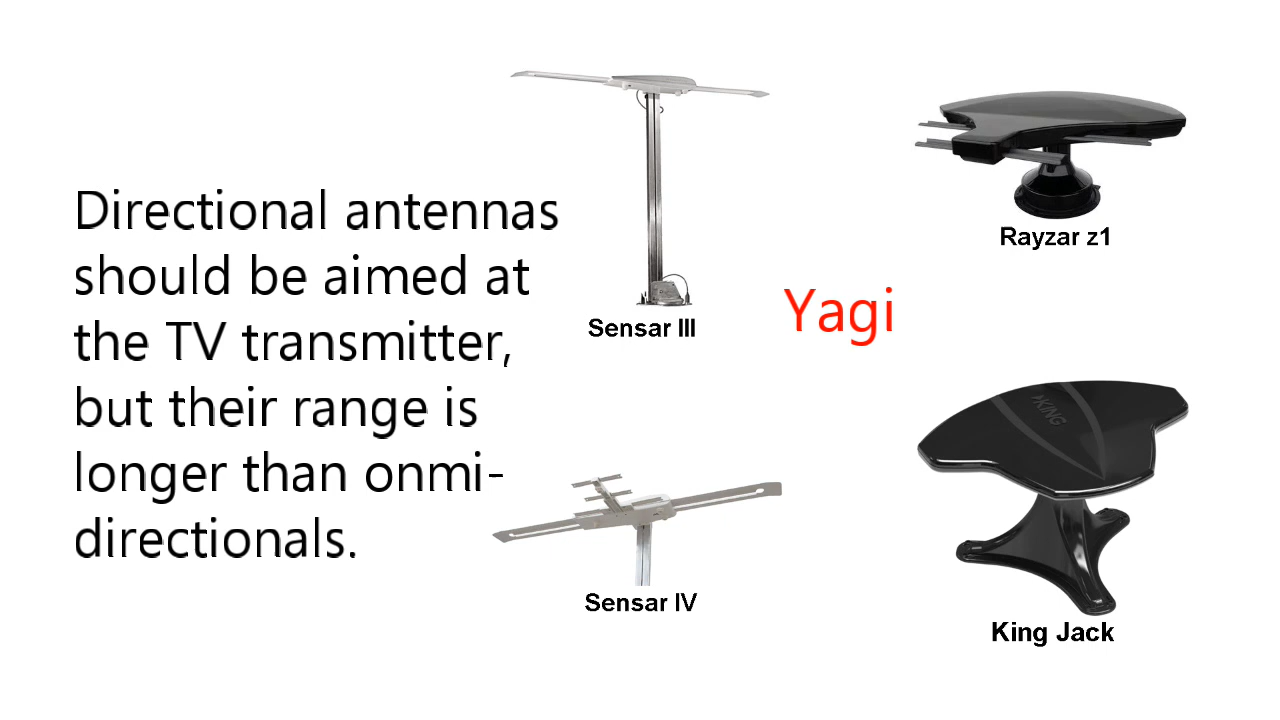 Directional antennas
should be aimed at
the TV transmitter,
but their range is
longer than onmi-
directionals.
Sensar III
Rayzar z1
Yagi
Sensar IV
KING
King Jack